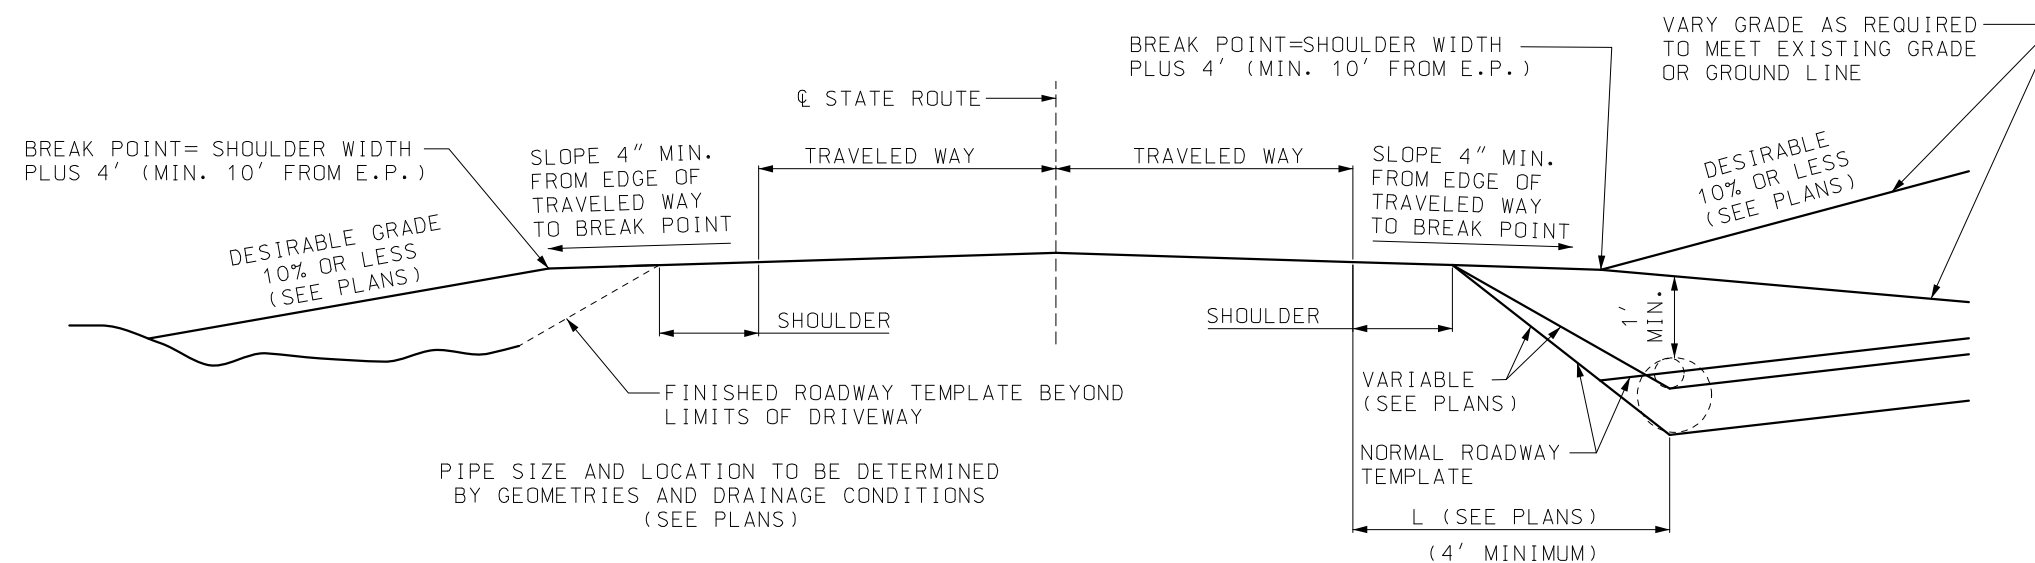 VARY GRADE AS REQUIRED
TO MEET EXISTING GRADE
OR GROUND LINE
BREAK POINT=SHOULDER WIDTH
PLUS 4' (MIN. 10' FROM E.P.)
℄ STATE ROUTE
BREAK POINT= SHOULDER WIDTH
PLUS 4' (MIN. 10' FROM E.P.)
SLOPE 4" MIN.
FROM EDGE OF
TRAVELED WAY
TO BREAK POINT
TRAVELED WAY
TRAVELED WAY
SLOPE 4" MIN.
FROM EDGE OF
TRAVELED WAY
TO BREAK POINT
DESIRABLE
10% OR LESS
(SEE PLANS)
DESIRABLE GRADE
10% OR LESS
(SEE PLANS)
SHOULDER
SHOULDER
1'
MIN.
FINISHED ROADWAY TEMPLATE BEYOND
LIMITS OF DRIVEWAY
VARIABLE
(SEE PLANS)
NORMAL ROADWAY
TEMPLATE
PIPE SIZE AND LOCATION TO BE DETERMINED
BY GEOMETRIES AND DRAINAGE CONDITIONS
(SEE PLANS)
L (SEE PLANS)
(4' MINIMUM)